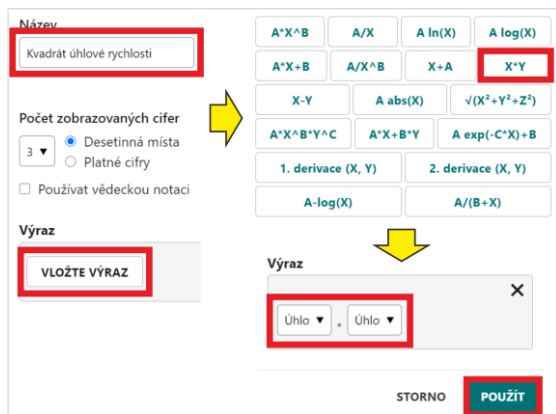 Název
Kvadrát úhlové rychlosti
Počet zobrazovaných cifer
3 ▼
Desetinná místa
Platné cifry
Používat vědeckou notaci
Výraz
VLOŽTE VÝRAZ
A*X^B A/X A ln(X) A log(X)
A*X+B A/X^B X+A X*Y
X-Y A abs(X) √(X²+Y²+Z²)
A*X^B*Y^C A*X+B*Y A exp(-C*X)+B
1. derivace (X, Y) 2. derivace (X, Y)
A-log(X) A/(B+X)
Výraz
Úhlo ▼ * Úhlo ▼
STORNO POUŽÍT